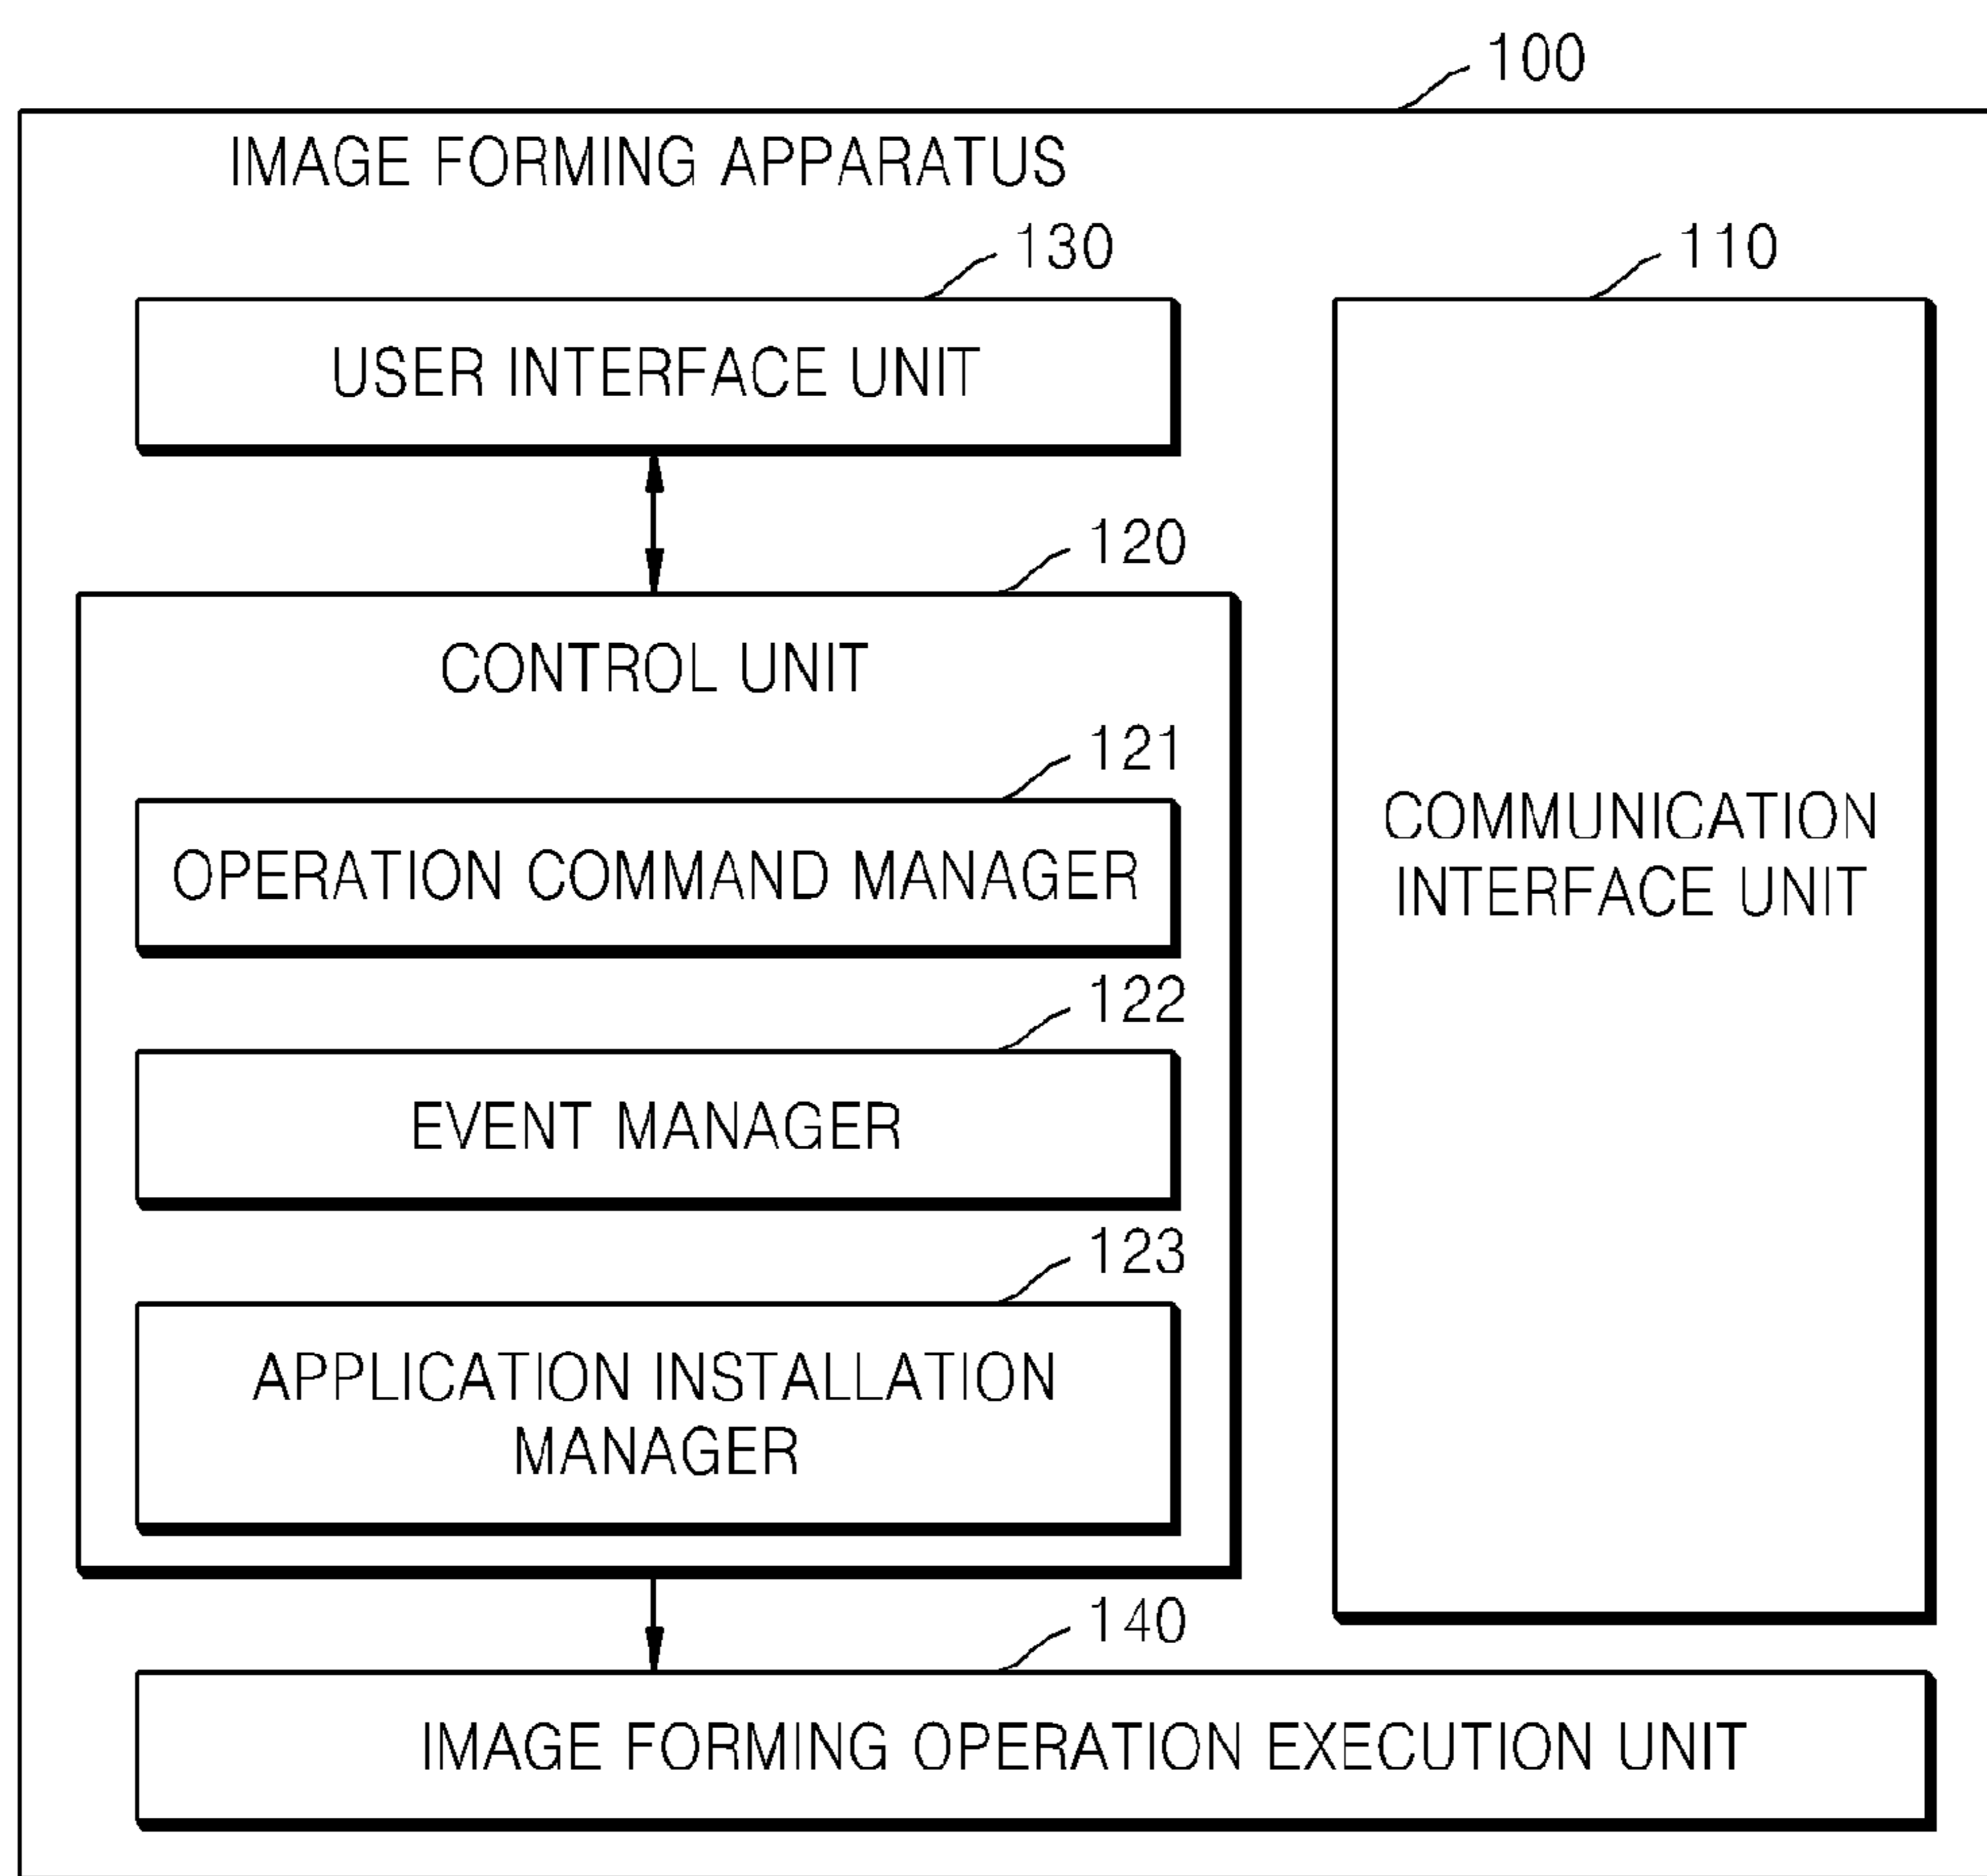 100
IMAGE FORMING APPARATUS
130
110
USER INTERFACE UNIT
120
CONTROL UNIT
121
OPERATION COMMAND MANAGER
COMMUNICATION
INTERFACE UNIT
122
EVENT MANAGER
123
APPLICATION INSTALLATION
MANAGER
140
IMAGE FORMING OPERATION EXECUTION UNIT